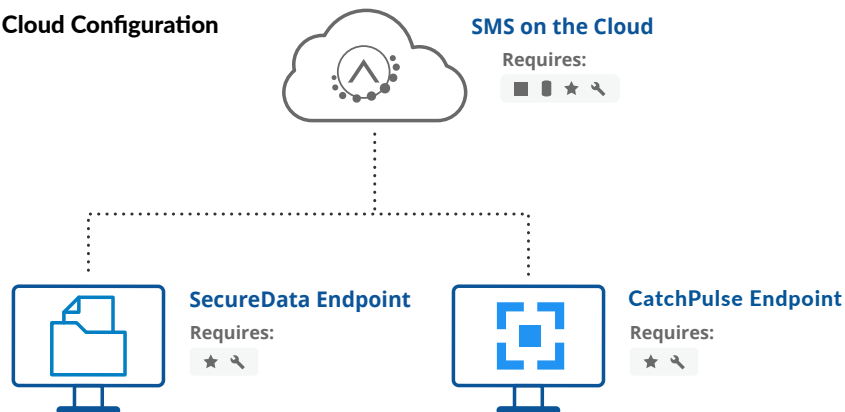 Cloud Configuration
SMS on the Cloud
Requires:
SecureData Endpoint
Requires:
CatchPulse Endpoint
Requires: